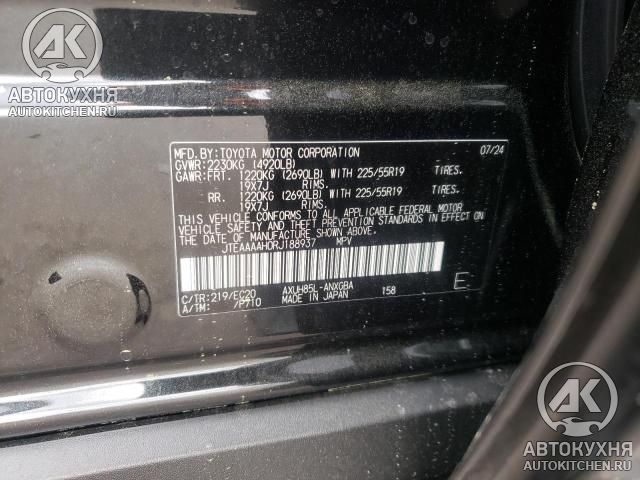 AK
АВТОКУХНЯ
AUTOKITCHEN.RU
MFD.BY:TOYOTA MOTOR CORPORATION 07/24
GVWR:2230KG (4920LB)
GAWR:FRT. 1220KG (2690LB) WITH 225/55R19 TIRES.
19X7J RIMS.
RR. 1220KG (2690LB) WITH 225/55R19 TIRES.
19X7J RIMS.
THIS VEHICLE CONFORMS TO ALL APPLICABLE FEDERAL MOTOR
VEHICLE SAFETY AND THEFT PREVENTION STANDARDS IN EFFECT ON
THE DATE OF MANUFACTURE SHOWN ABOVE.
JTEAAAAH0RJ188937 MPV
C/TR:219/EC20 AXUH85L-ANXGBA 158 E
A/TM: /P710 MADE IN JAPAN
AK
АВТОКУХНЯ
AUTOKITCHEN.RU